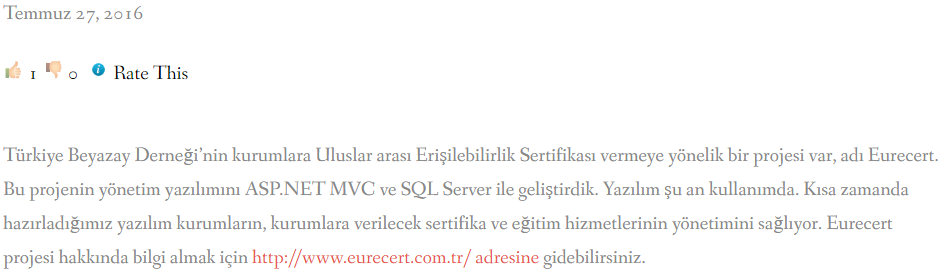 Temmuz 27, 2016
1 0 Rate This
Türkiye Beyazay Derneği’nin kurumlara Uluslar arası Erişilebilirlik Sertifikası vermeye yönelik bir projesi var, adı Eurecert.
Bu projenin yönetim yazılımını ASP.NET MVC ve SQL Server ile geliştirdik. Yazılım şu an kullanımda. Kısa zamanda
hazırladığımız yazılım kurumların, kurumlara verilecek sertifika ve eğitim hizmetlerinin yönetimini sağlıyor. Eurecert
projesi hakkında bilgi almak için http://www.eurecert.com.tr/ adresine gidebilirsiniz.